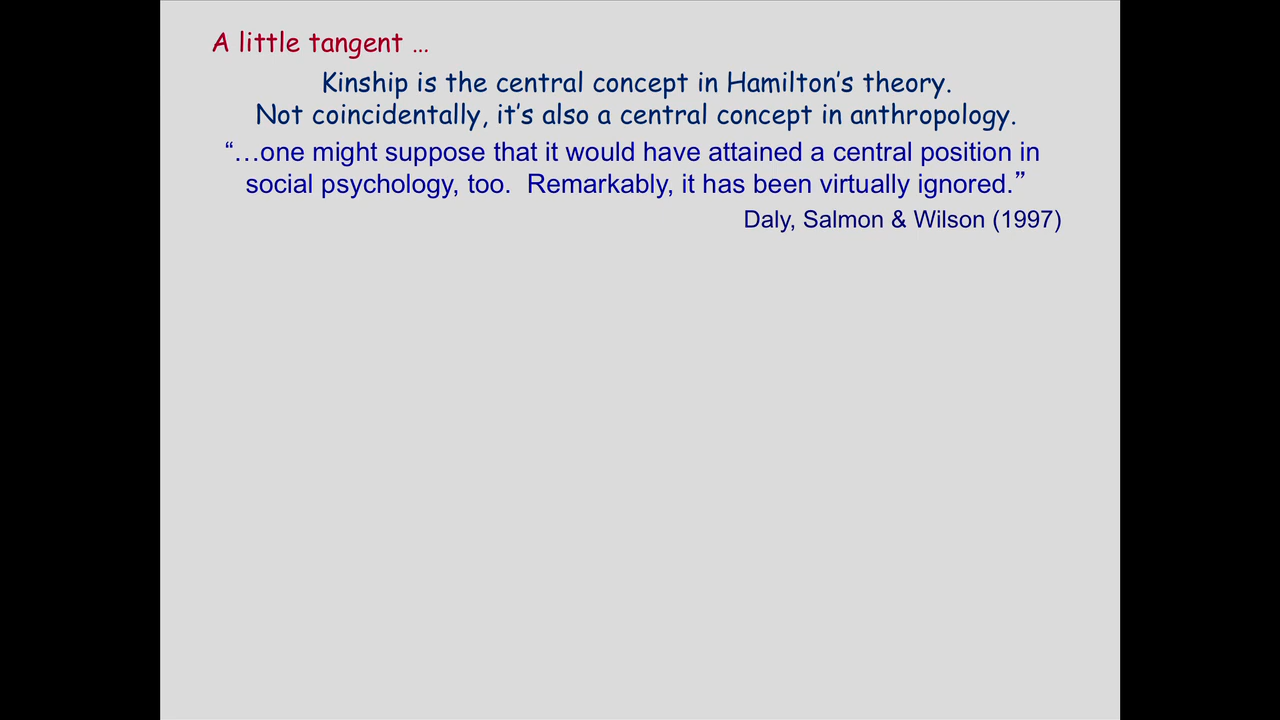 A little tangent …
Kinship is the central concept in Hamilton’s theory.
Not coincidentally, it’s also a central concept in anthropology.
“…one might suppose that it would have attained a central position in
social psychology, too.  Remarkably, it has been virtually ignored.”
Daly, Salmon & Wilson (1997)